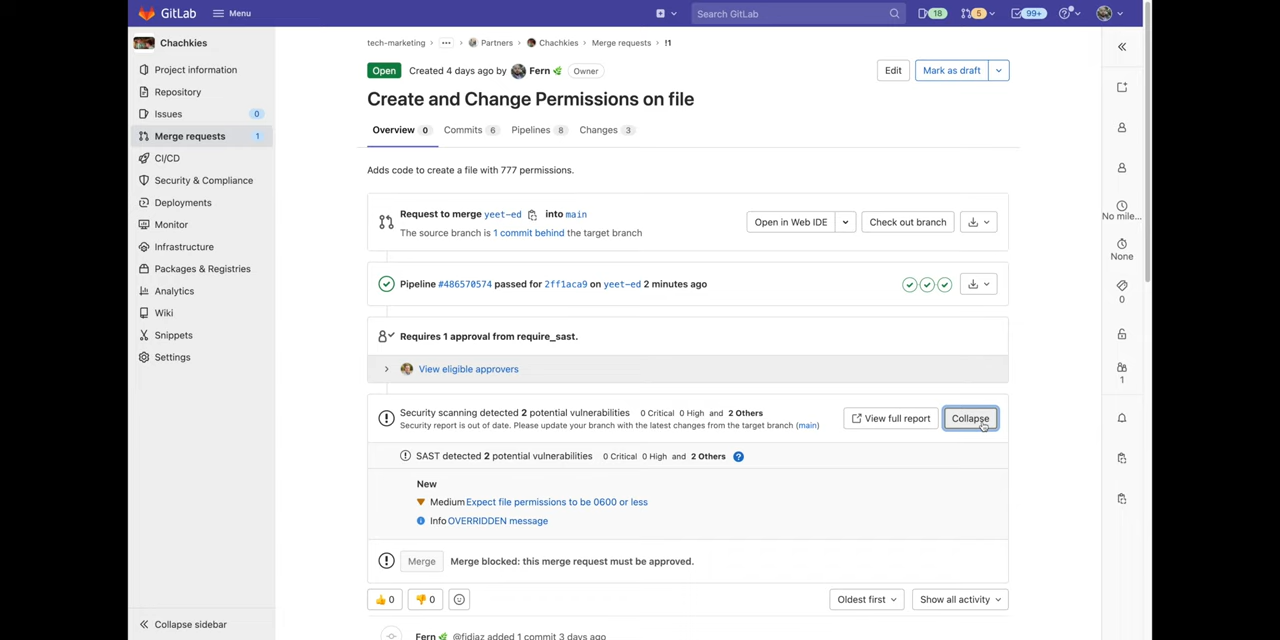 GitLab
Menu
Search GitLab
18
5
99+
Chachkies
Project information
Repository
Issues 0
Merge requests 1
CI/CD
Security & Compliance
Deployments
Monitor
Infrastructure
Packages & Registries
Analytics
Wiki
Snippets
Settings
Collapse sidebar
tech-marketing > ··· > Partners > Chachkies > Merge requests > !1
Open Created 4 days ago by Fern Owner
Edit
Mark as draft
Create and Change Permissions on file
Overview 0 Commits 6 Pipelines 8 Changes 3
Adds code to create a file with 777 permissions.
Request to merge yeet-ed into main
The source branch is 1 commit behind the target branch
Open in Web IDE
Check out branch
Pipeline #486570574 passed for 2ff1aca9 on yeet-ed 2 minutes ago
Requires 1 approval from require_sast.
View eligible approvers
Security scanning detected 2 potential vulnerabilities 0 Critical 0 High and 2 Others
Security report is out of date. Please update your branch with the latest changes from the target branch (main)
View full report
Collapse
SAST detected 2 potential vulnerabilities 0 Critical 0 High and 2 Others
New
Medium Expect file permissions to be 0600 or less
Info OVERRIDDEN message
Merge
Merge blocked: this merge request must be approved.
0
0
Oldest first
Show all activity
Fern @fjdiaz added 1 commit 3 days ago
No mile...
None
0
1